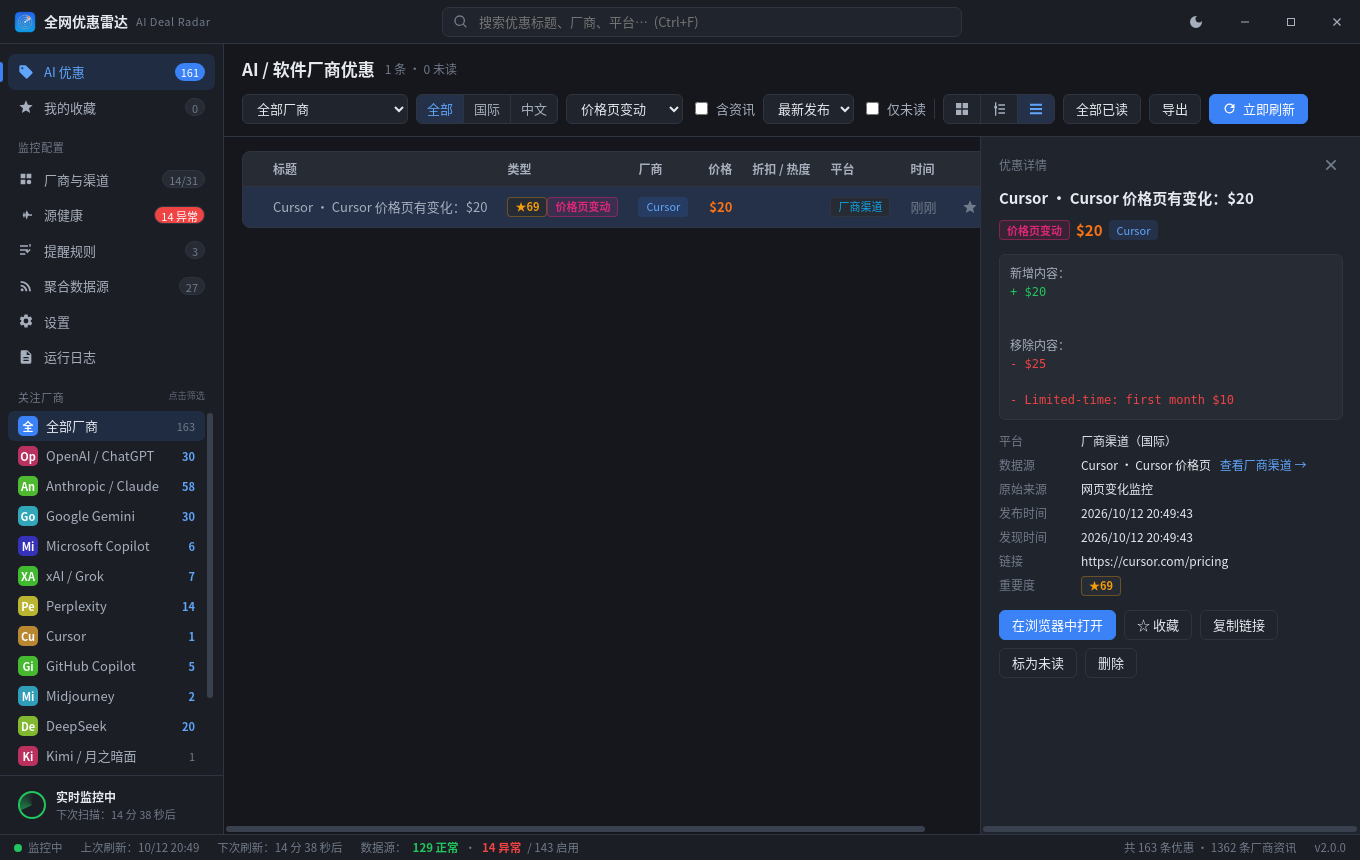 全网优惠雷达 AI Deal Radar
搜索优惠标题、厂商、平台… (Ctrl+F)
AI 优惠 161
我的收藏 0
监控配置
厂商与渠道 14/31
源健康 14 异常
提醒规则 3
聚合数据源 27
设置
运行日志
关注厂商 点击筛选
全 全部厂商 163
Op OpenAI / ChatGPT 30
An Anthropic / Claude 58
Go Google Gemini 30
Mi Microsoft Copilot 6
XA xAI / Grok 7
Pe Perplexity 14
Cu Cursor 1
Gi GitHub Copilot 5
Mi Midjourney 2
De DeepSeek 20
Ki Kimi / 月之暗面 1
实时监控中
下次扫描：14 分 38 秒后
AI / 软件厂商优惠 1 条 · 0 未读
全部厂商 全部 国际 中文 价格页变动 含资讯 最新发布 仅未读 全部已读 导出 立即刷新
标题 类型 厂商 价格 折扣 / 热度 平台 时间
Cursor · Cursor 价格页有变化：$20 ★69 价格页变动 Cursor $20 厂商渠道 刚刚 ★
优惠详情 ✕
Cursor · Cursor 价格页有变化：$20
价格页变动 $20 Cursor
新增内容：
+ $20
移除内容：
- $25
- Limited-time: first month $10
平台 厂商渠道（国际）
数据源 Cursor · Cursor 价格页 查看厂商渠道 →
原始来源 网页变化监控
发布时间 2026/10/12 20:49:43
发现时间 2026/10/12 20:49:43
链接 https://cursor.com/pricing
重要度 ★69
在浏览器中打开 ☆ 收藏 复制链接
标为未读 删除
监控中 上次刷新：10/12 20:49 下次刷新：14 分 38 秒后 数据源： 129 正常 · 14 异常 / 143 启用 共 163 条优惠 · 1362 条厂商资讯 v2.0.0